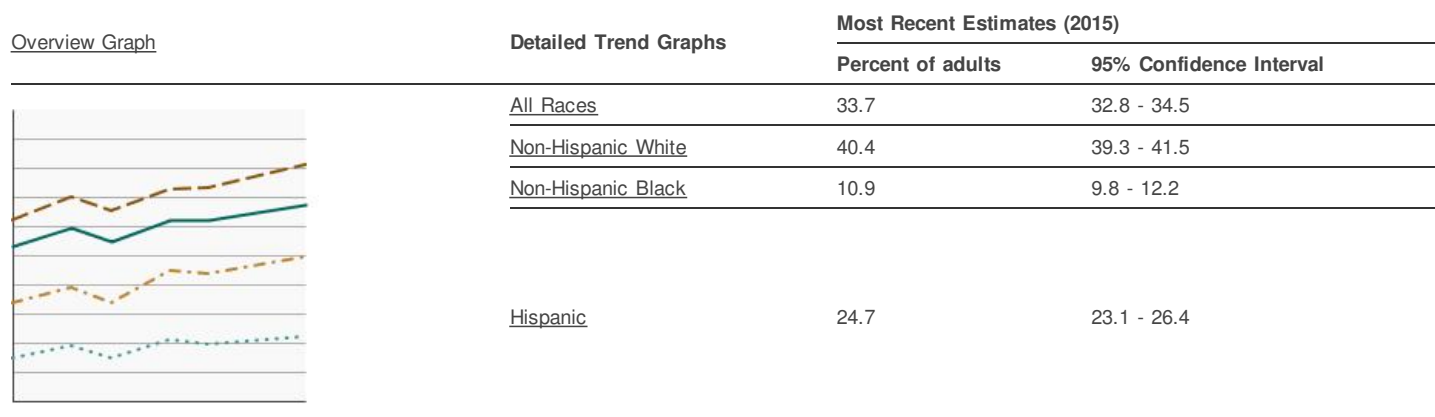 Most Recent Estimates (2015)
Overview Graph Detailed Trend Graphs
Percent of adults 95% Confidence Interval
All Races 33.7 32.8 - 34.5
Non-Hispanic White 40.4 39.3 - 41.5
Non-Hispanic Black 10.9 9.8 - 12.2
Hispanic 24.7 23.1 - 26.4